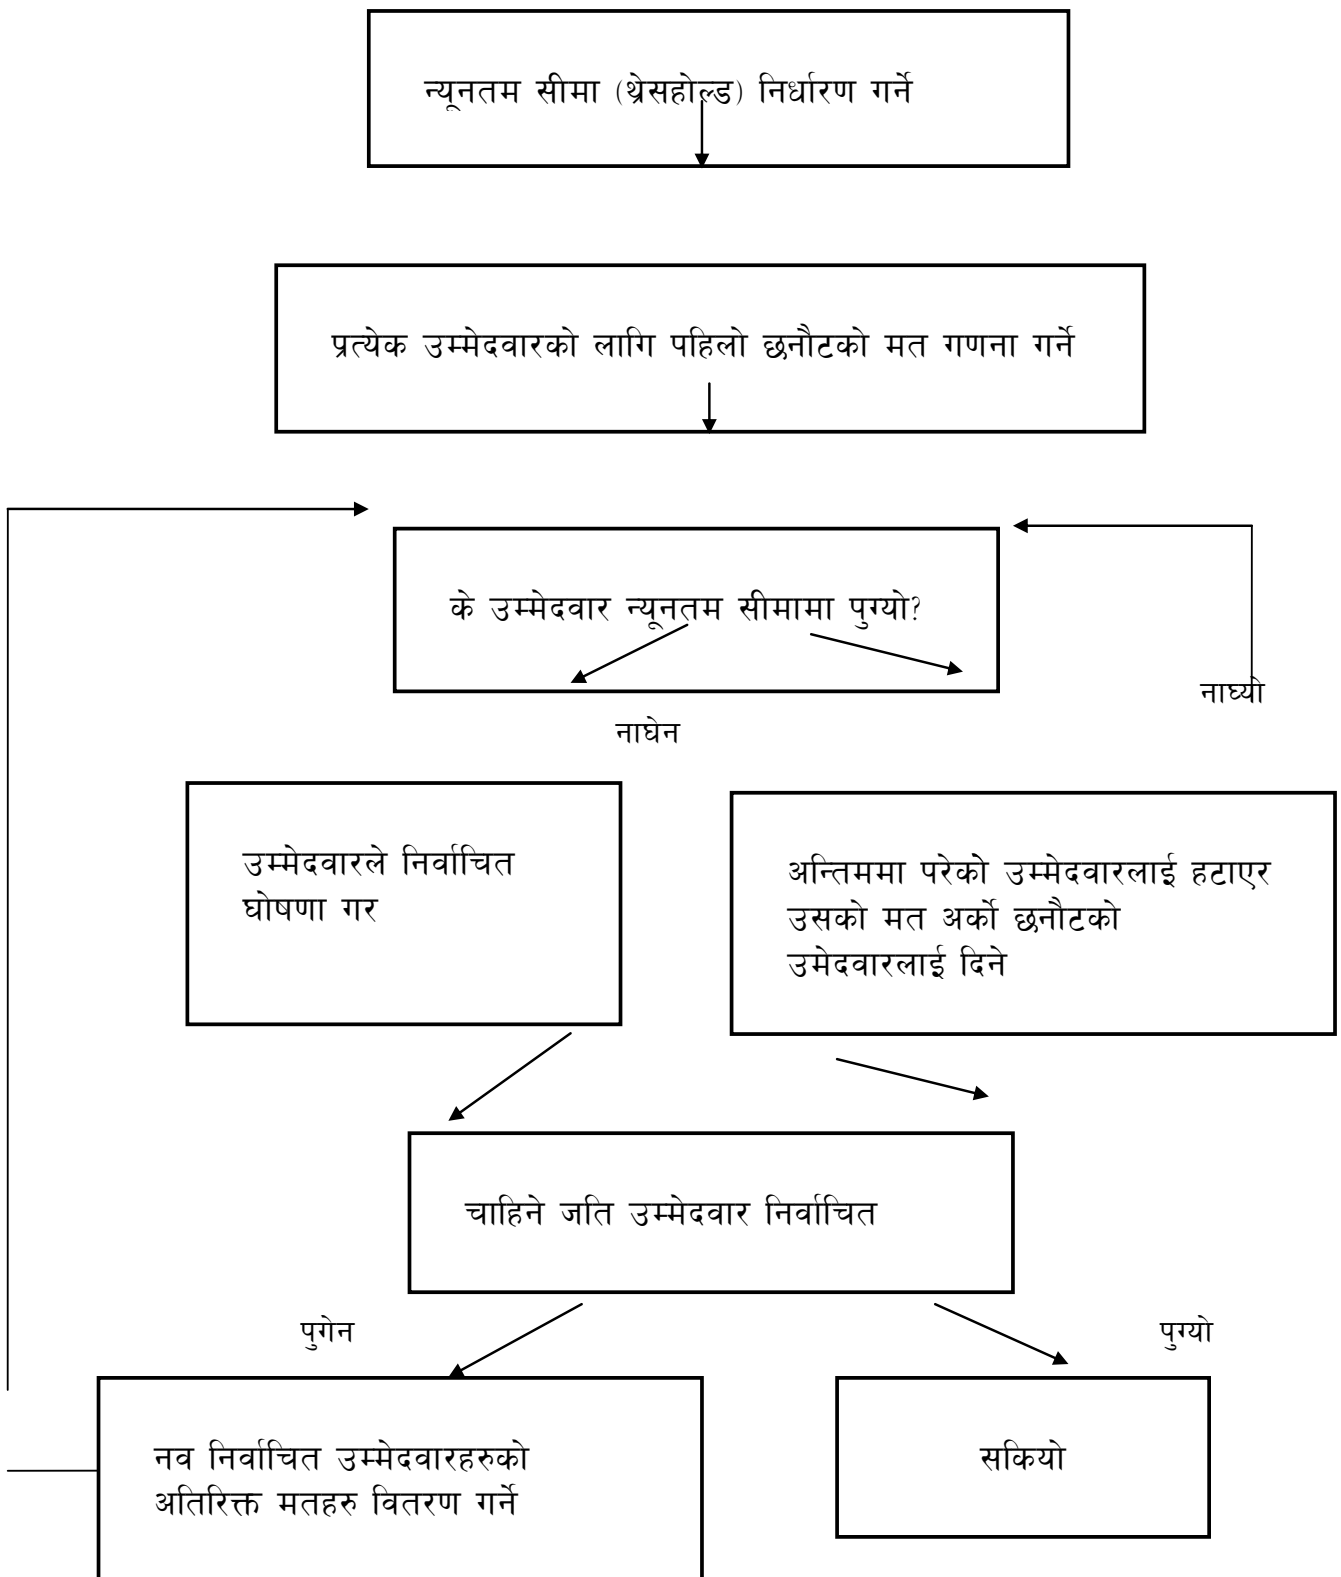 न्यूनतम सीमा (थ्रेसहोल्ड) निर्धारण गर्ने
प्रत्येक उम्मेदवारको लागि पहिलो छनौटको मत गणना गर्ने
के उम्मेदवार न्यूनतम सीमामा पुग्यो?
नाघ्यो
नाघेन
उम्मेदवारले निर्वाचित
घोषणा गर
अन्तिममा परेको उम्मेदवारलाई हटाएर
उसको मत अर्को छनौटको
उमेदवारलाई दिने
चाहिने जति उम्मेदवार निर्वाचित
पुगेन
पुग्यो
नव निर्वाचित उम्मेदवारहरुको
अतिरिक्त मतहरु वितरण गर्ने
सकियो